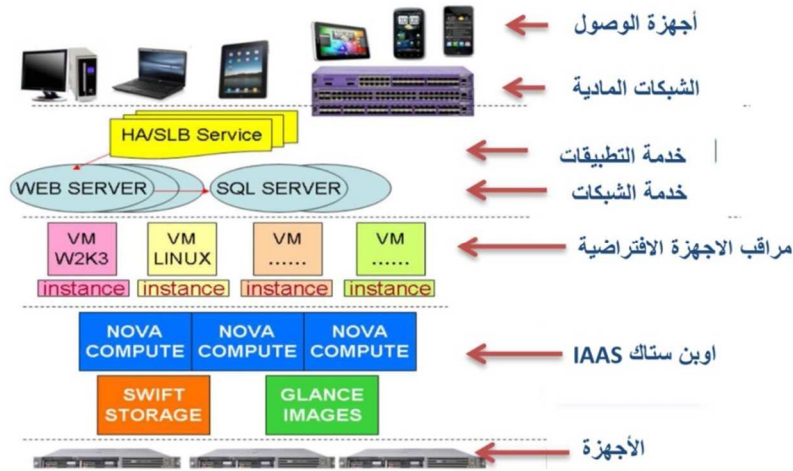 أجهزة الوصول
الشبكات المادية
HA/SLB Service
خدمة التطبيقات
WEB SERVER
SQL SERVER
خدمة الشبكات
VM
W2K3
VM
LINUX
VM
......
VM
......
مراقب الاجهزة الافتراضية
instance
instance
instance
instance
NOVA
COMPUTE
NOVA
COMPUTE
NOVA
COMPUTE
اوبن ستاك IAAS
SWIFT
STORAGE
GLANCE
IMAGES
الأجهزة